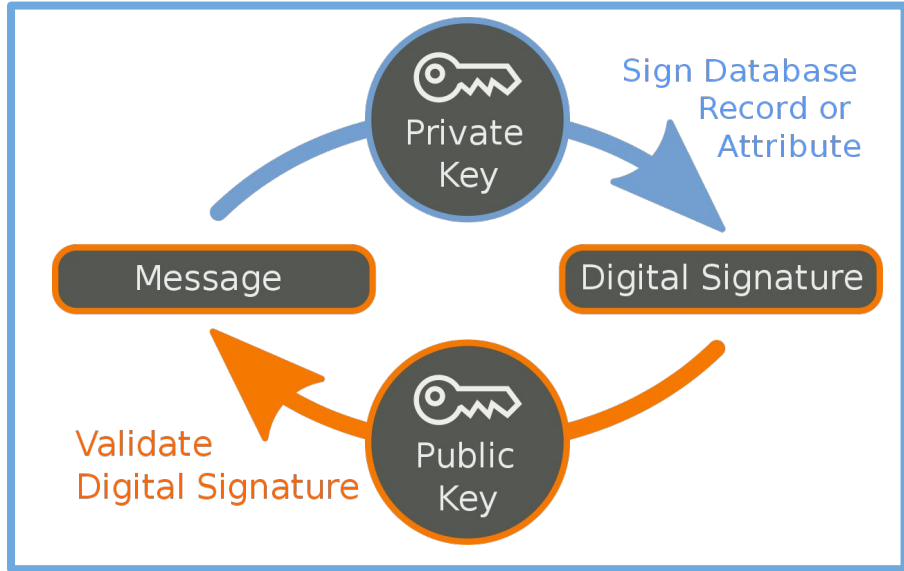 Private
Key
Sign Database
Record or
Attribute
Message
Digital Signature
Validate
Digital Signature
Public
Key